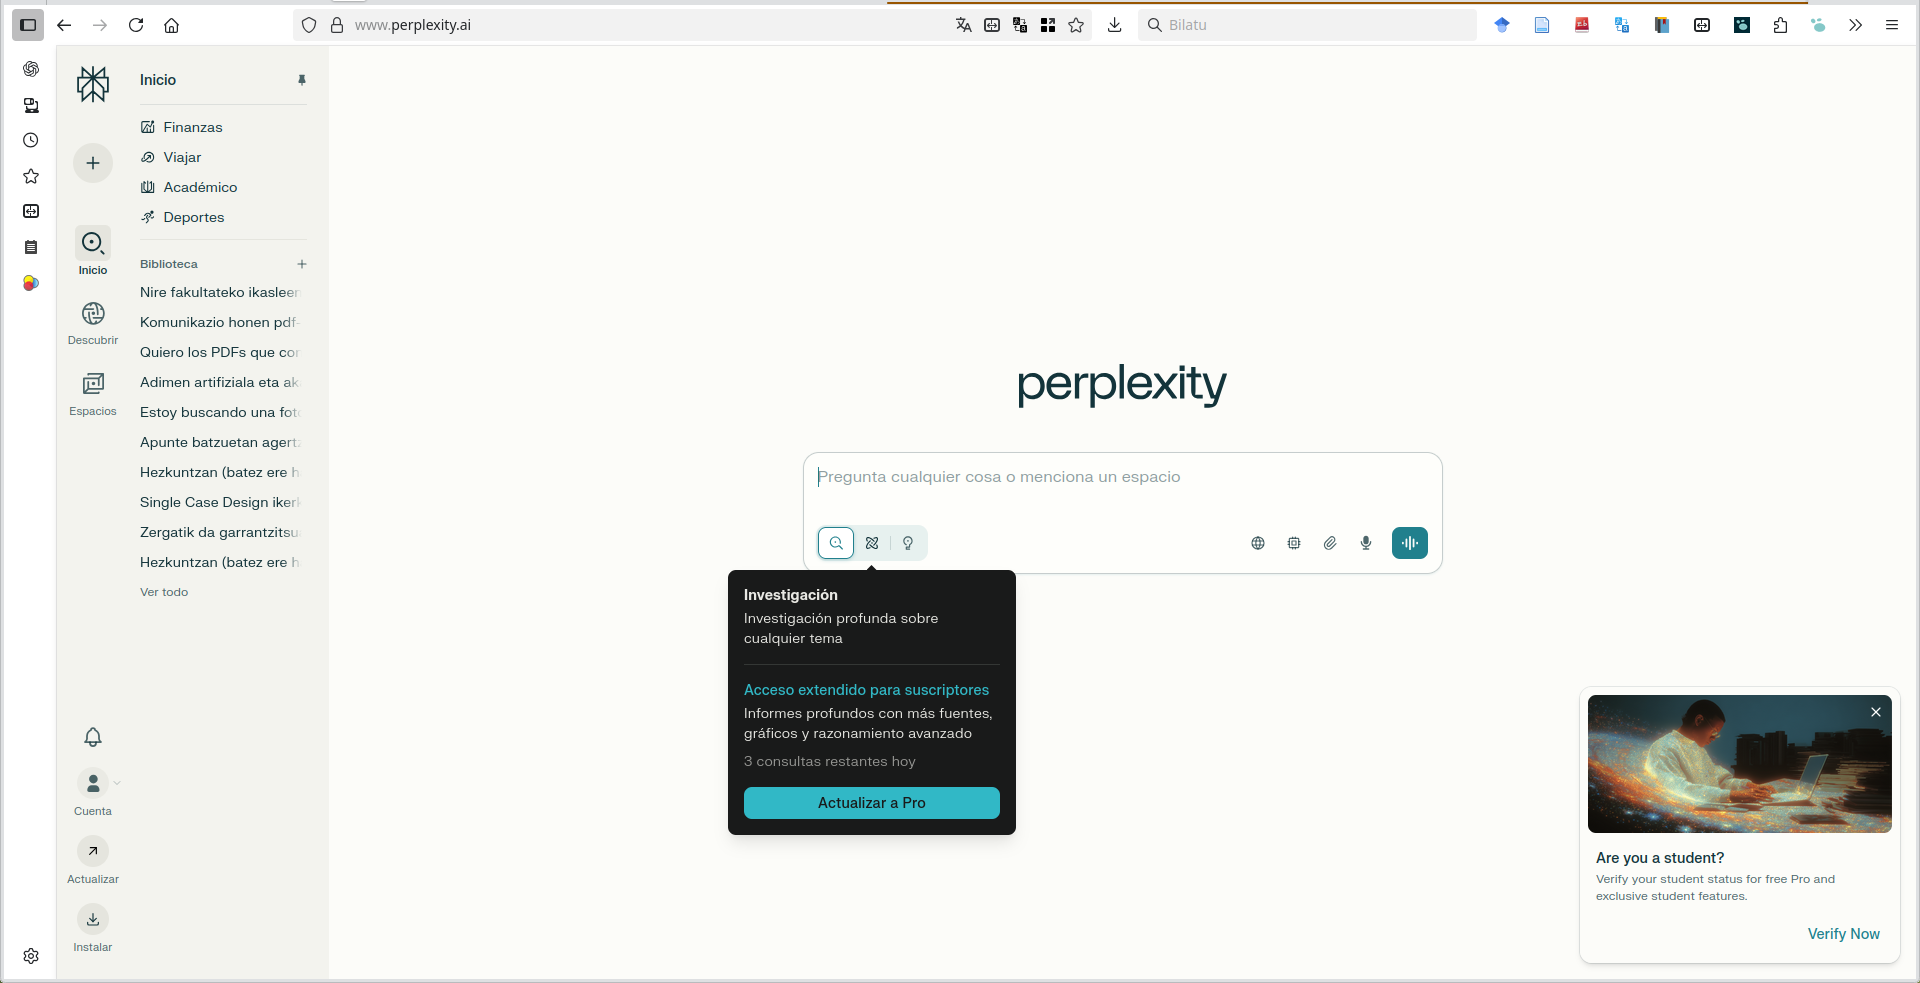 www.perplexity.ai
Bilatu
Inicio
Finanzas
Viajar
Académico
Deportes
Biblioteca
Nire fakultateko ikasleen
Komunikazio honen pdf-
Quiero los PDFs que con
Adimen artifiziala eta ak
Estoy buscando una foto
Apunte batzuetan agert
Hezkuntzan (batez ere h
Single Case Design iker
Zergatik da garrantzitsu
Hezkuntzan (batez ere h
Ver todo
Inicio
Descubrir
Espacios
Cuenta
Actualizar
Instalar
perplexity
Pregunta cualquier cosa o menciona un espacio
Investigación
Investigación profunda sobre
cualquier tema
Acceso extendido para suscriptores
Informes profundos con más fuentes,
gráficos y razonamiento avanzado
3 consultas restantes hoy
Actualizar a Pro
Are you a student?
Verify your student status for free Pro and
exclusive student features.
Verify Now